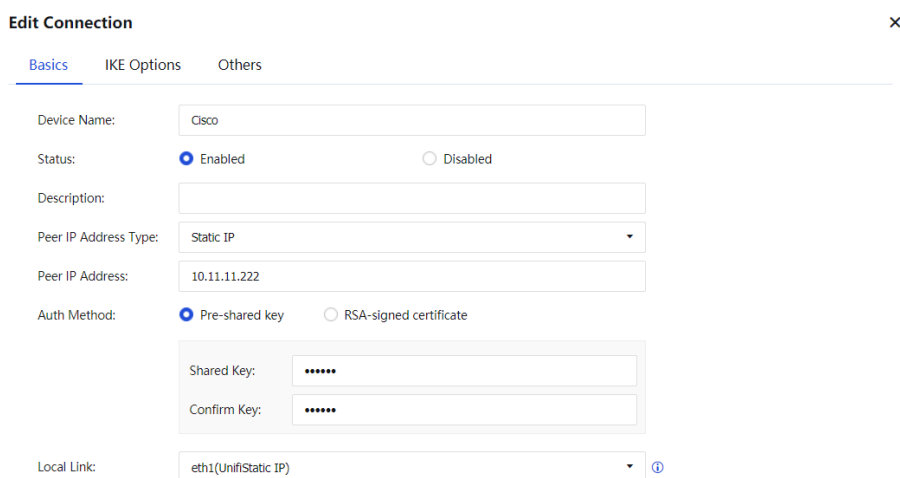 Edit Connection
Basics IKE Options Others
Device Name: Cisco
Status: Enabled Disabled
Description:
Peer IP Address Type: Static IP
Peer IP Address: 10.11.11.222
Auth Method: Pre-shared key RSA-signed certificate
Shared Key: ••••••
Confirm Key: ••••••
Local Link: eth1(UnifiStatic IP)